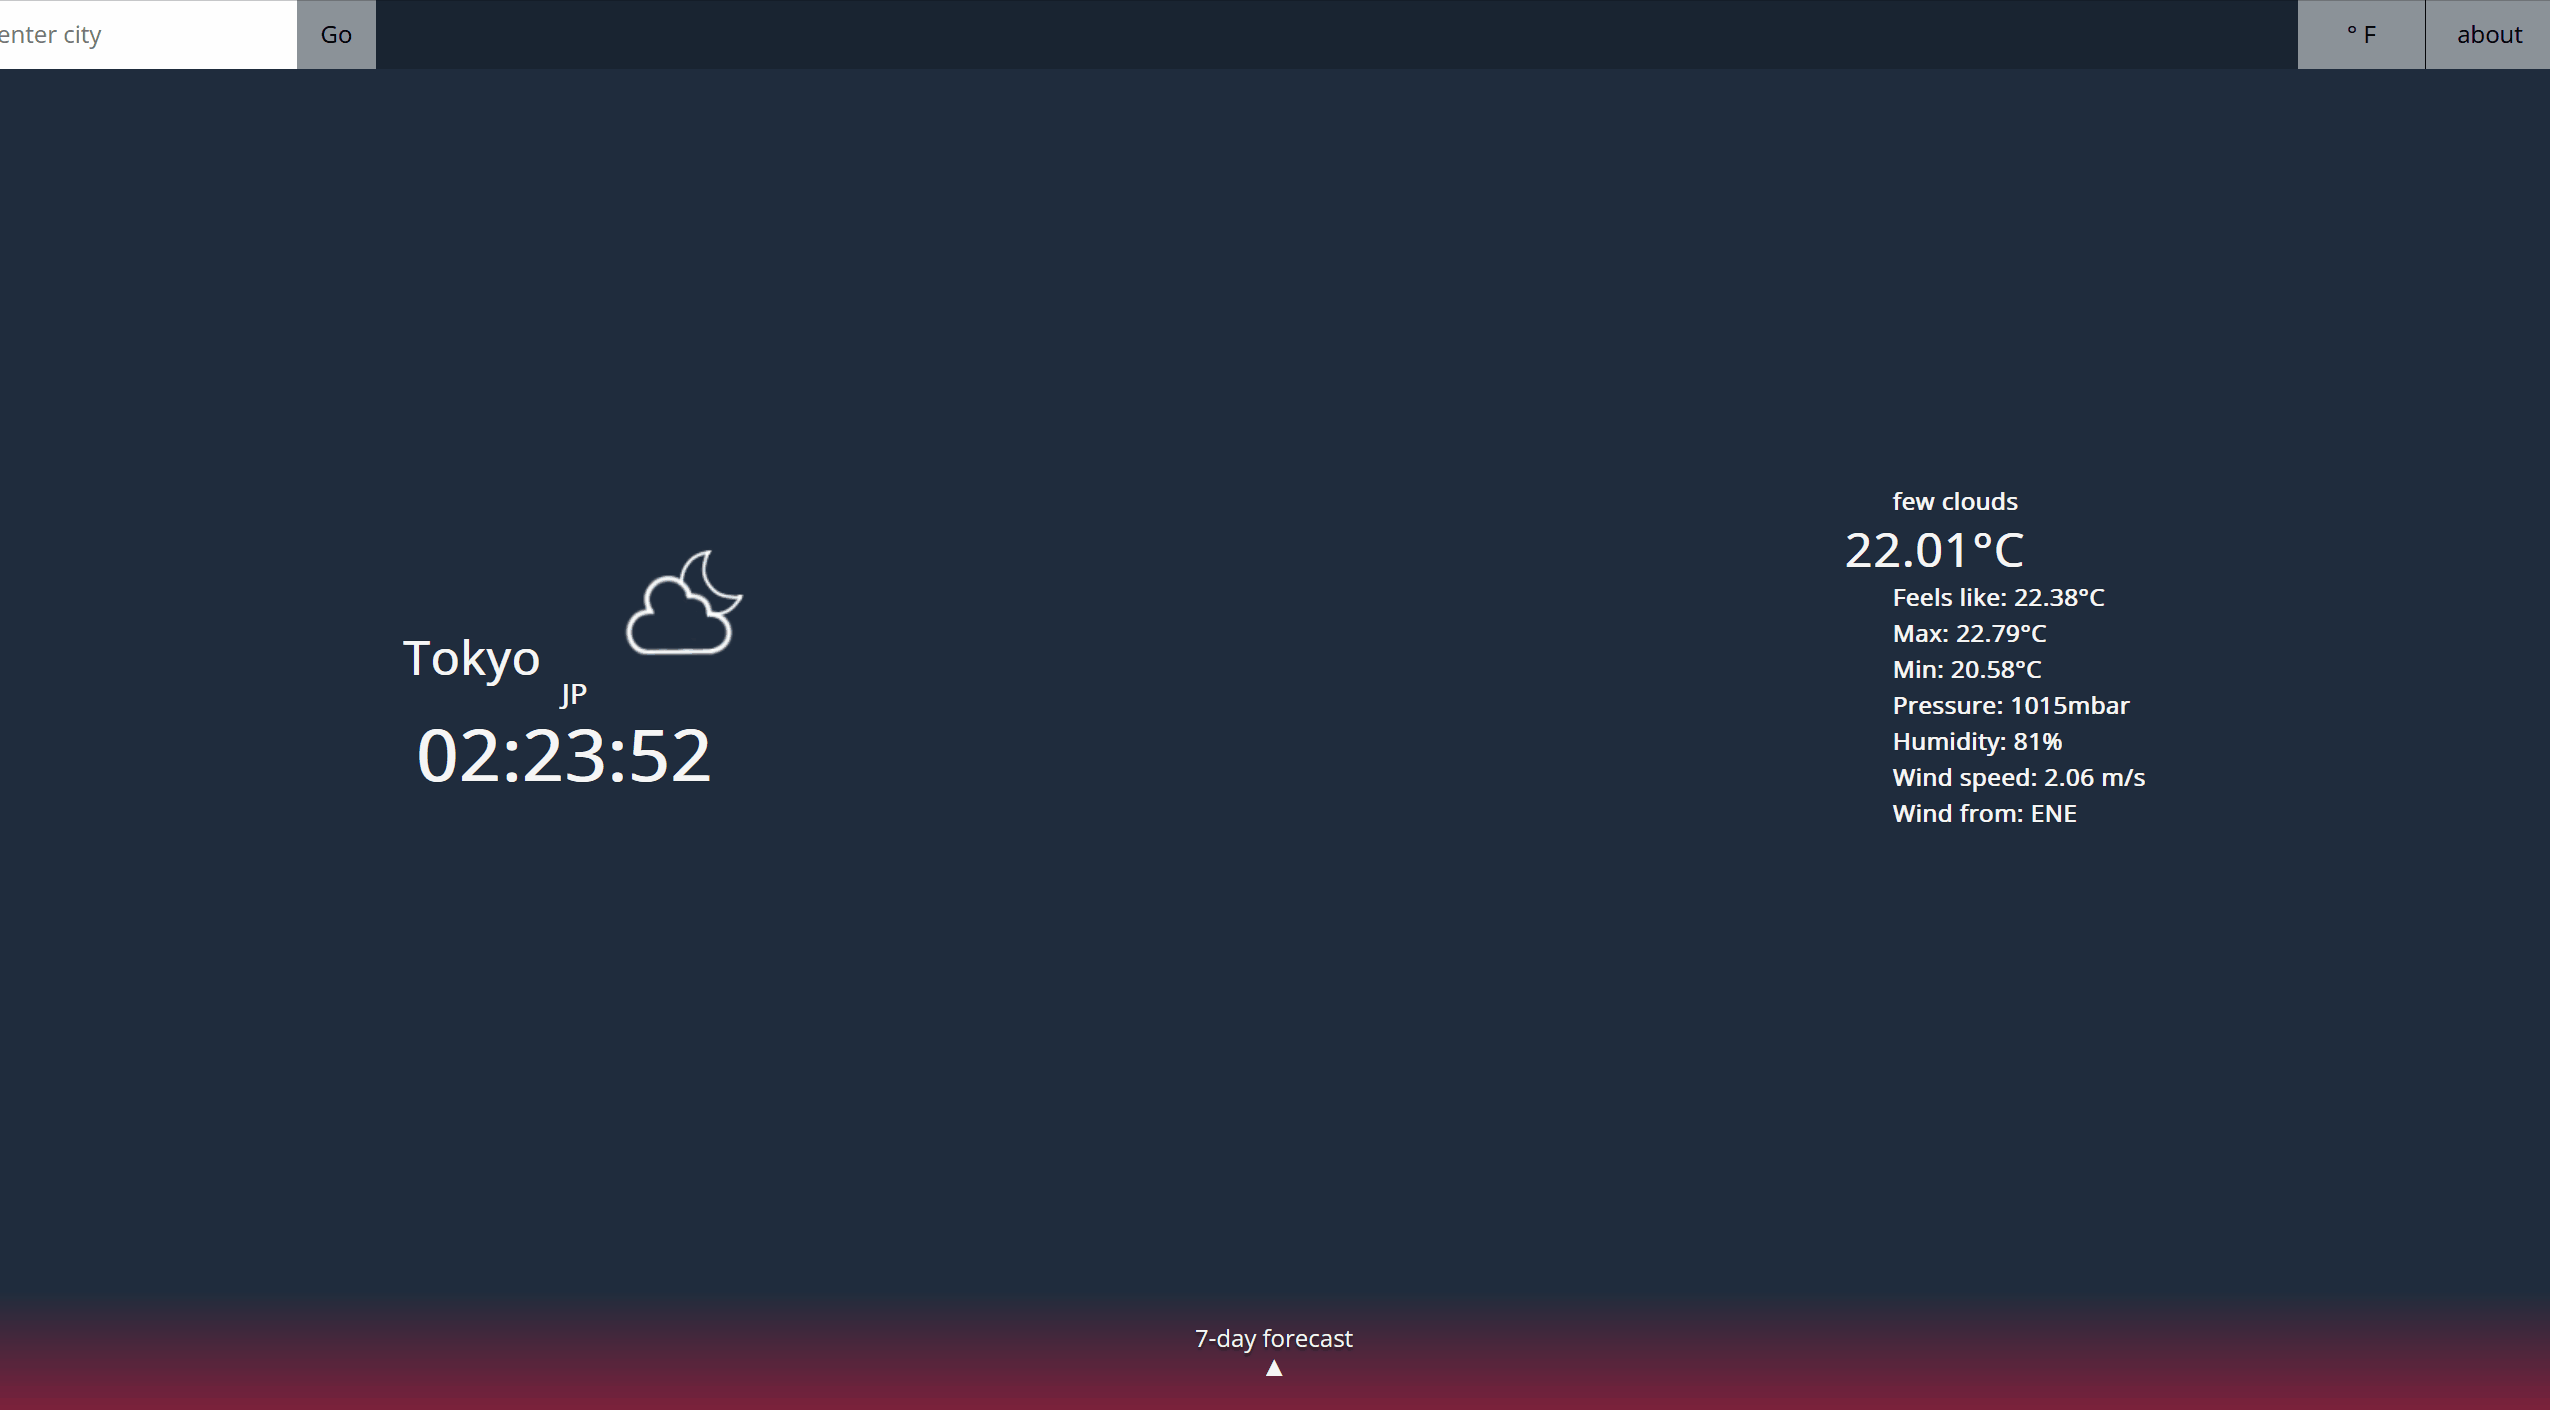 enter city
Go
° F
about
Tokyo
JP
02:23:52
few clouds
22.01°C
Feels like: 22.38°C
Max: 22.79°C
Min: 20.58°C
Pressure: 1015mbar
Humidity: 81%
Wind speed: 2.06 m/s
Wind from: ENE
7-day forecast
▲